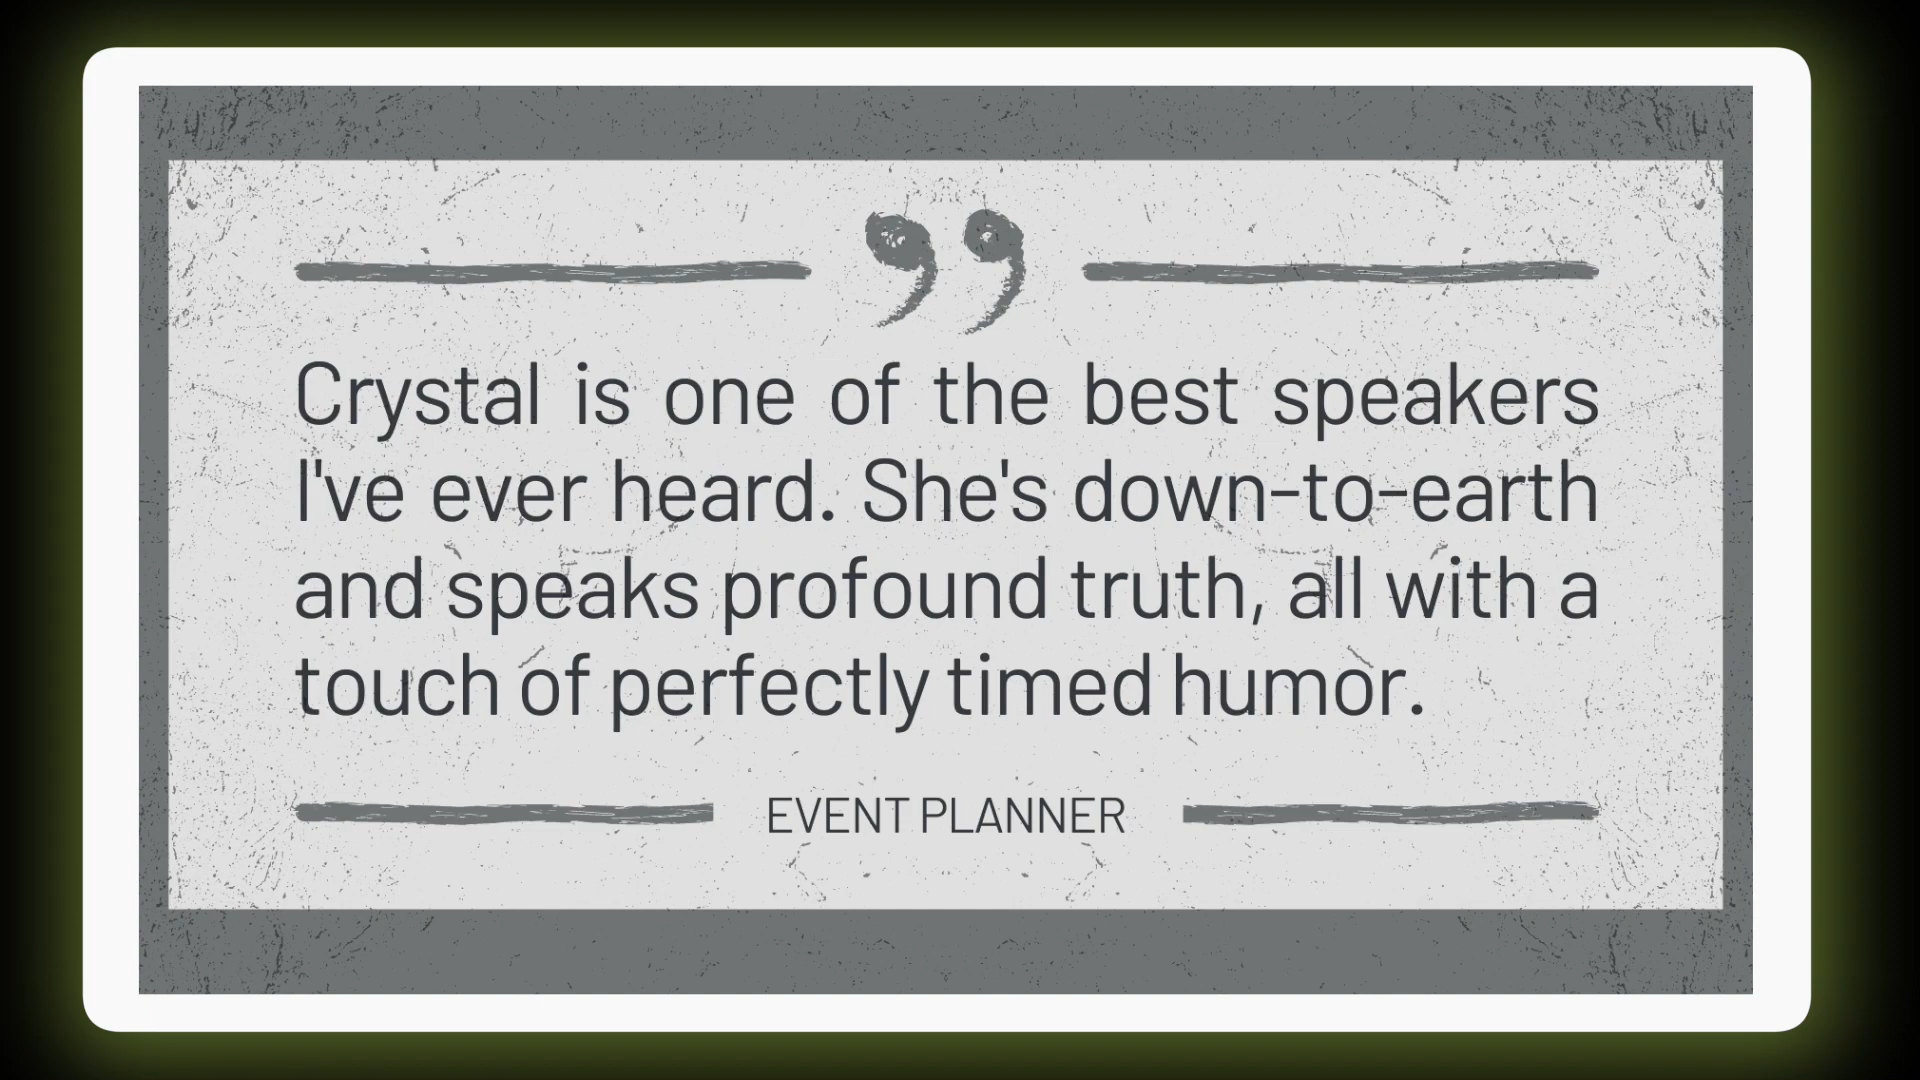 ”
Crystal is one of the best speakers
I've ever heard. She's down-to-earth
and speaks profound truth, all with a
touch of perfectly timed humor.
EVENT PLANNER